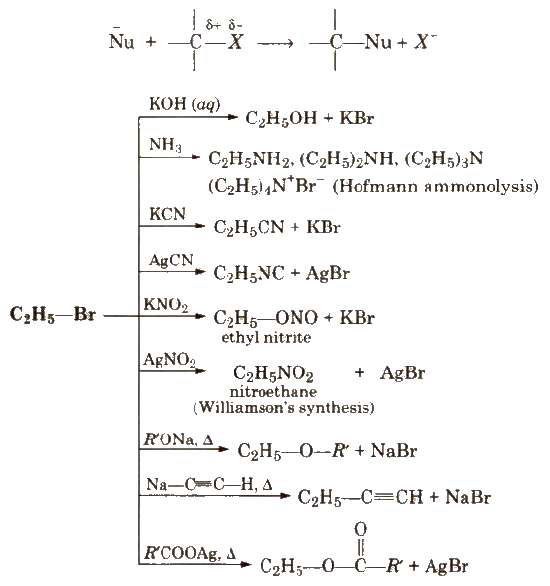 N̄u + —C^δ+—X^δ- → —C—Nu + X⁻
KOH (aq)
C₂H₅OH + KBr
NH₃
C₂H₅NH₂, (C₂H₅)₂NH, (C₂H₅)₃N
(C₂H₅)₄N⁺Br⁻ (Hofmann ammonolysis)
KCN
C₂H₅CN + KBr
AgCN
C₂H₅NC + AgBr
C₂H₅—Br
KNO₂
C₂H₅—ONO + KBr
ethyl nitrite
AgNO₂
C₂H₅NO₂ + AgBr
nitroethane
(Williamson's synthesis)
R'ONa, Δ
C₂H₅—O—R' + NaBr
Na—C≡C—H, Δ
C₂H₅—C≡CH + NaBr
O
R'COOAg, Δ
C₂H₅—O—C—R' + AgBr